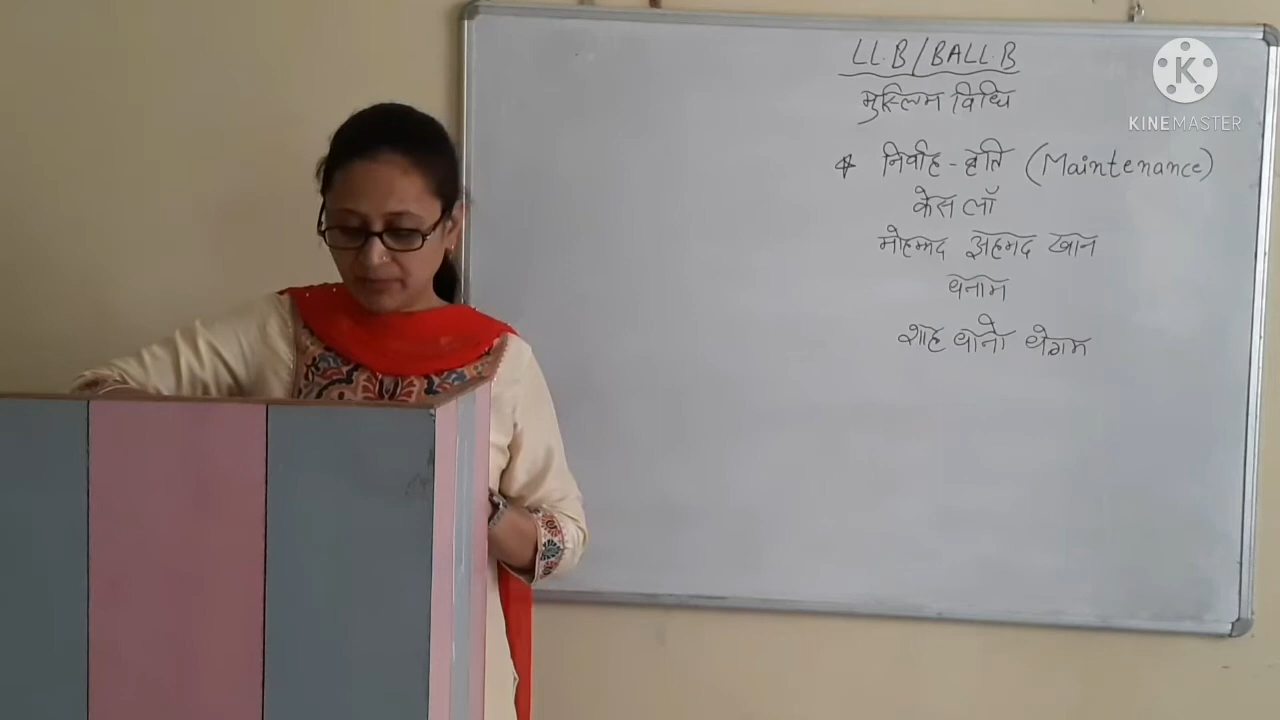 LL.B/BALL.B
मुस्लिम विधि
* निर्वाह-वृत्ति (Maintenance)
केस लॉ
मोहम्मद अहमद खान
बनाम
शाह बानो बेगम
K
KINEMASTER